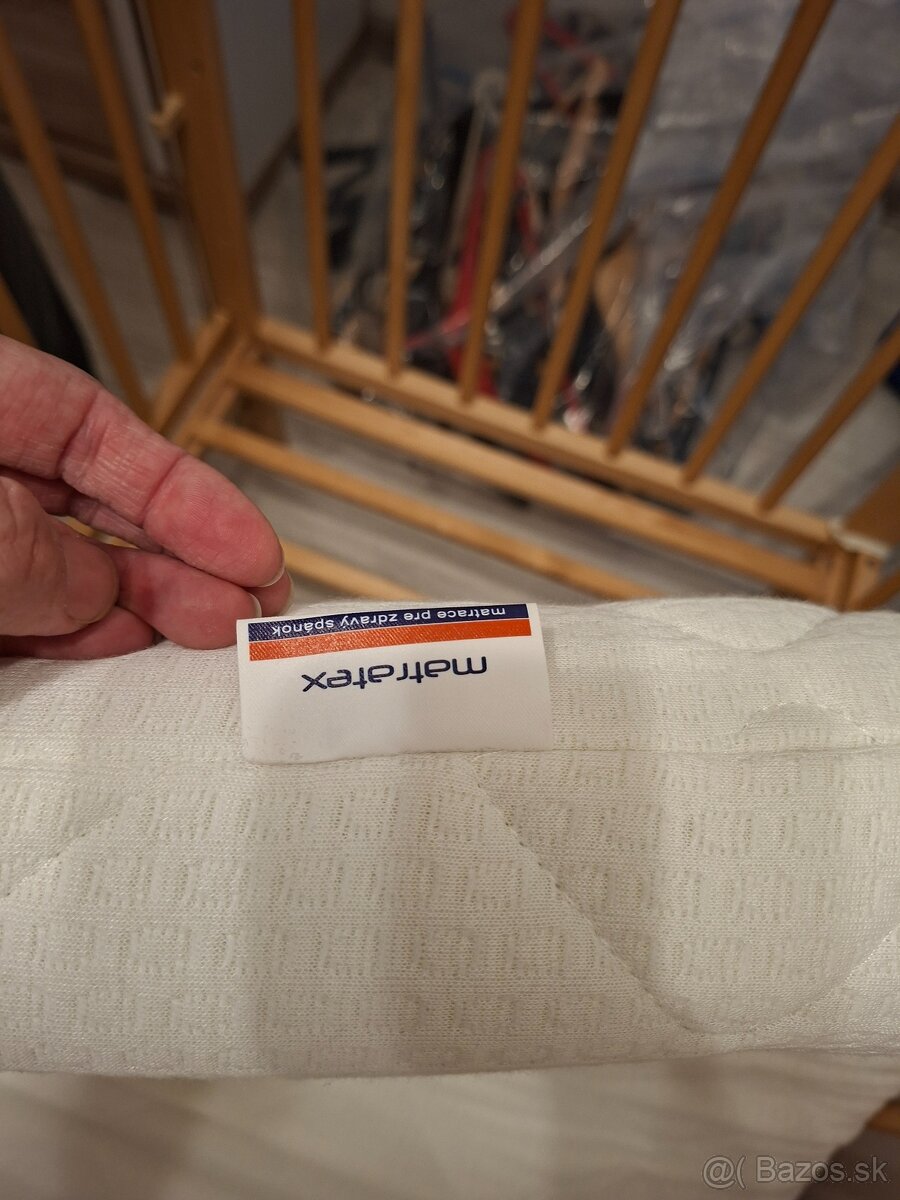 matratex
matrace pre zdravý spánok
@( Bazos.sk